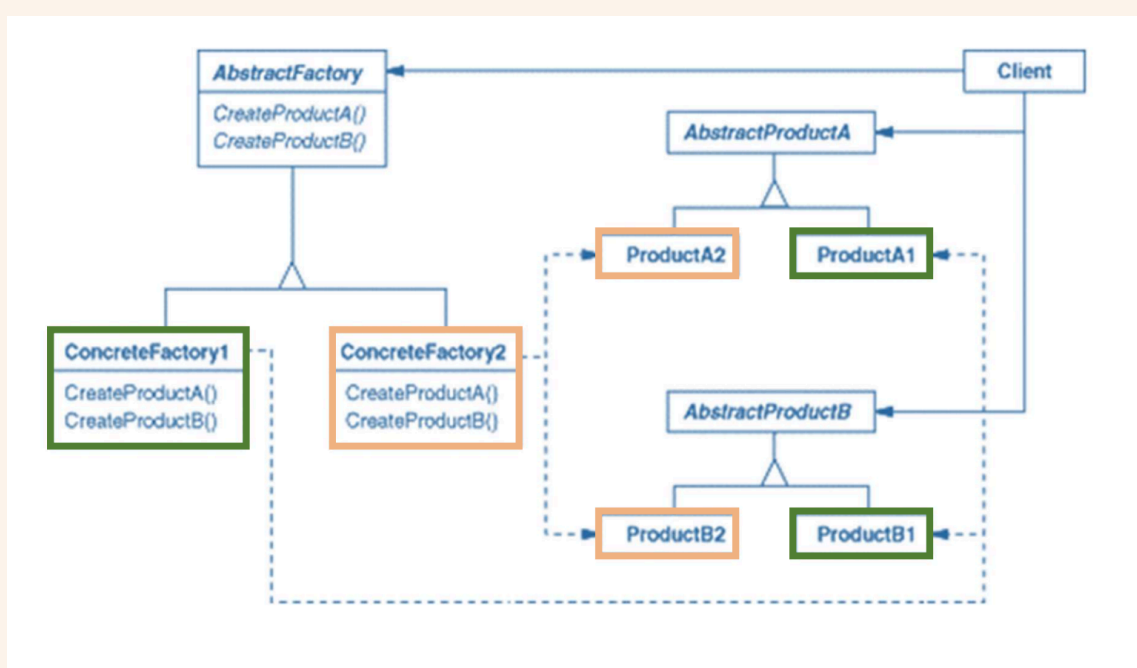 AbstractFactory
CreateProductA()
CreateProductB()
Client
AbstractProductA
ProductA2
ProductA1
ConcreteFactory1
CreateProductA()
CreateProductB()
ConcreteFactory2
CreateProductA()
CreateProductB()
AbstractProductB
ProductB2
ProductB1